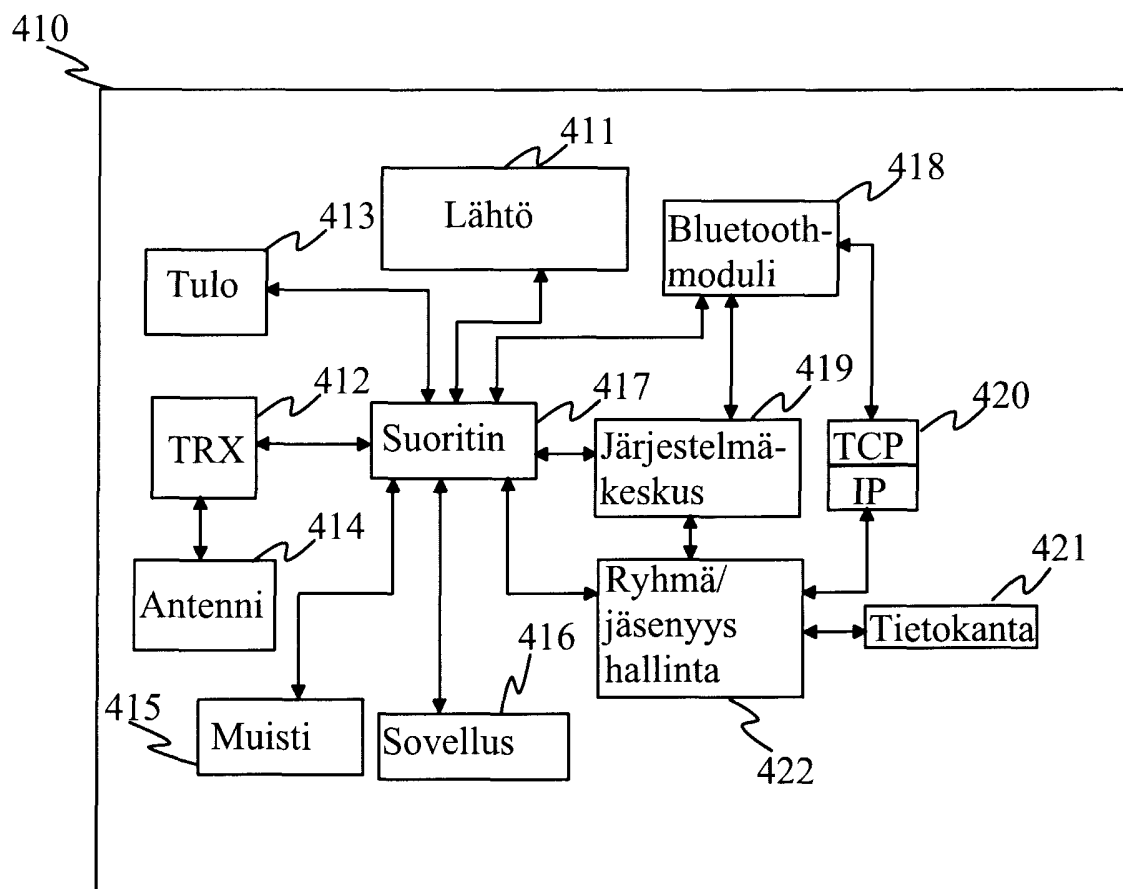 410
411
Lähtö
418
Bluetooth-
moduli
413
Tulo
412
TRX
417
Suoritin
419
Järjestelmä-
keskus
420
TCP
IP
414
Antenni
Ryhmä/
jäsenyys
hallinta
421
Tietokanta
416
415
Muisti
Sovellus
422